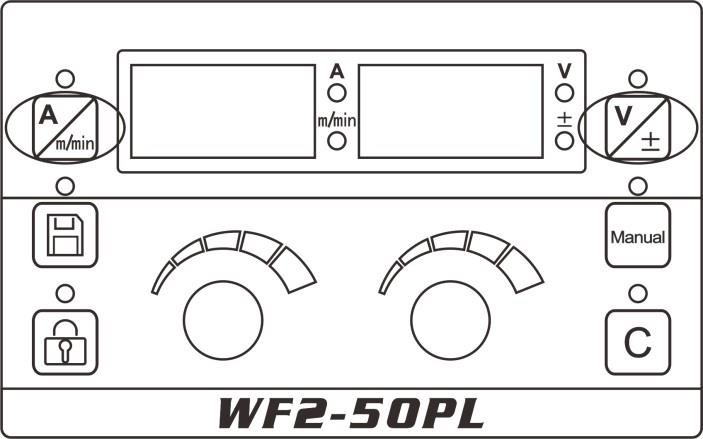 A
V
A
m/min
m/min
V
±
±
Manual
C
WF2-50PL